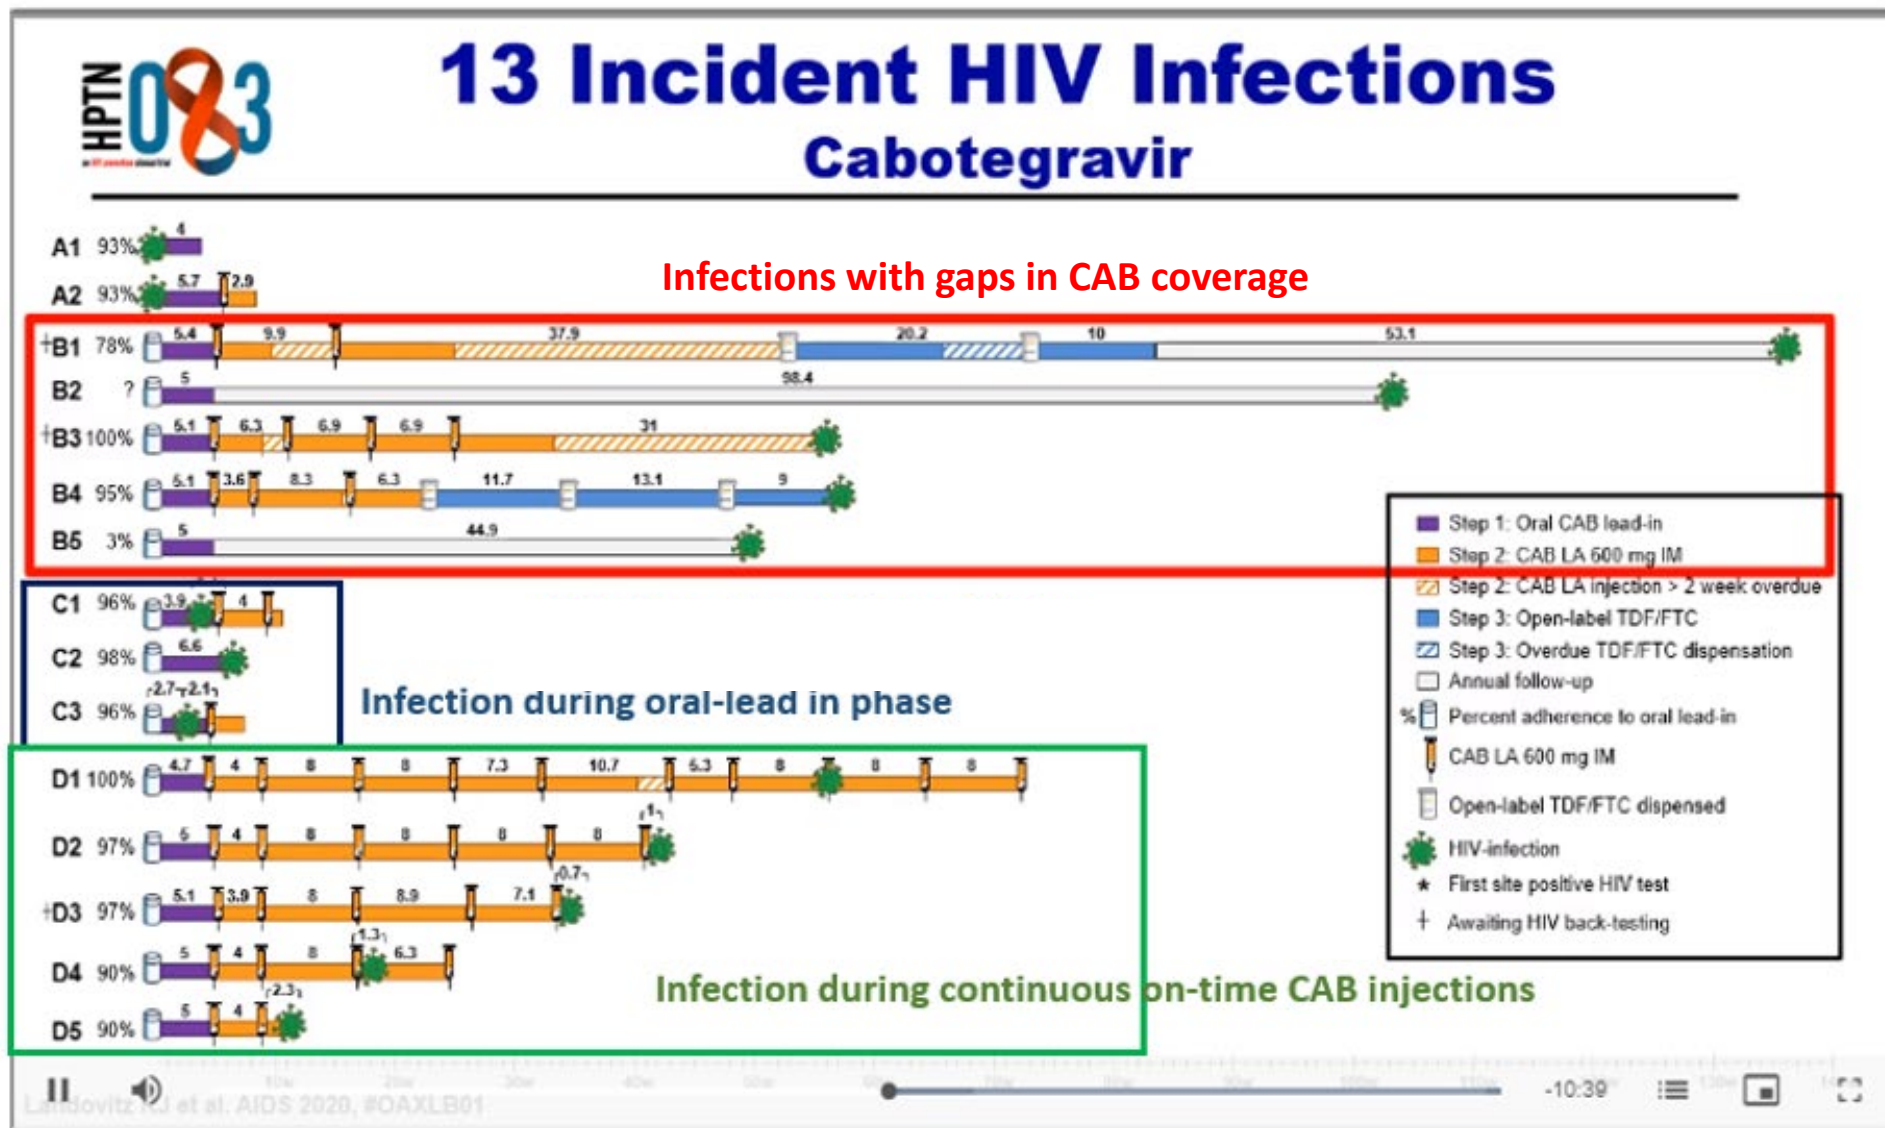 HPTN
083
13 Incident HIV Infections
Cabotegravir
A1 93% 4
A2 93% 5.7 2.9
Infections with gaps in CAB coverage
†B1 78% 5.4 9.9 37.9 20.2 10 53.1
B2 ? 5 98.4
†B3 100% 5.1 6.3 6.9 6.9 31
B4 95% 5.1 3.6 8.3 6.3 11.7 13.1 9
B5 3% 5 44.9
C1 96% 3.9 4
C2 98% 6.6
C3 96% 2.7 2.1
Infection during oral-lead in phase
D1 100% 4.7 4 8 8 7.3 10.7 5.3 8 8 8
D2 97% 5 4 8 8 8 8 1
†D3 97% 5.1 3.9 8 8.9 7.1 0.7
D4 90% 5 4 8 1.3 6.3
D5 90% 5 4 2.3
Infection during continuous on-time CAB injections
Step 1: Oral CAB lead-in
Step 2: CAB LA 600 mg IM
Step 2: CAB LA injection > 2 week overdue
Step 3: Open-label TDF/FTC
Step 3: Overdue TDF/FTC dispensation
Annual follow-up
% Percent adherence to oral lead-in
CAB LA 600 mg IM
Open-label TDF/FTC dispensed
HIV-infection
★ First site positive HIV test
† Awaiting HIV back-testing
Landovitz RJ et al. AIDS 2020, #OAXLB01
-10:39